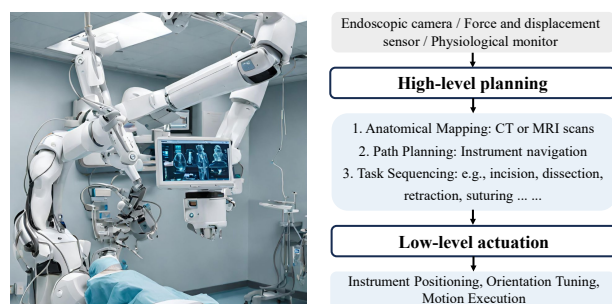 Endoscopic camera / Force and displacement
sensor / Physiological monitor
High-level planning
1. Anatomical Mapping: CT or MRI scans
2. Path Planning: Instrument navigation
3. Task Sequencing: e.g., incision, dissection,
retraction, suturing ... ...
Low-level actuation
Instrument Positioning, Orientation Tuning,
Motion Execution